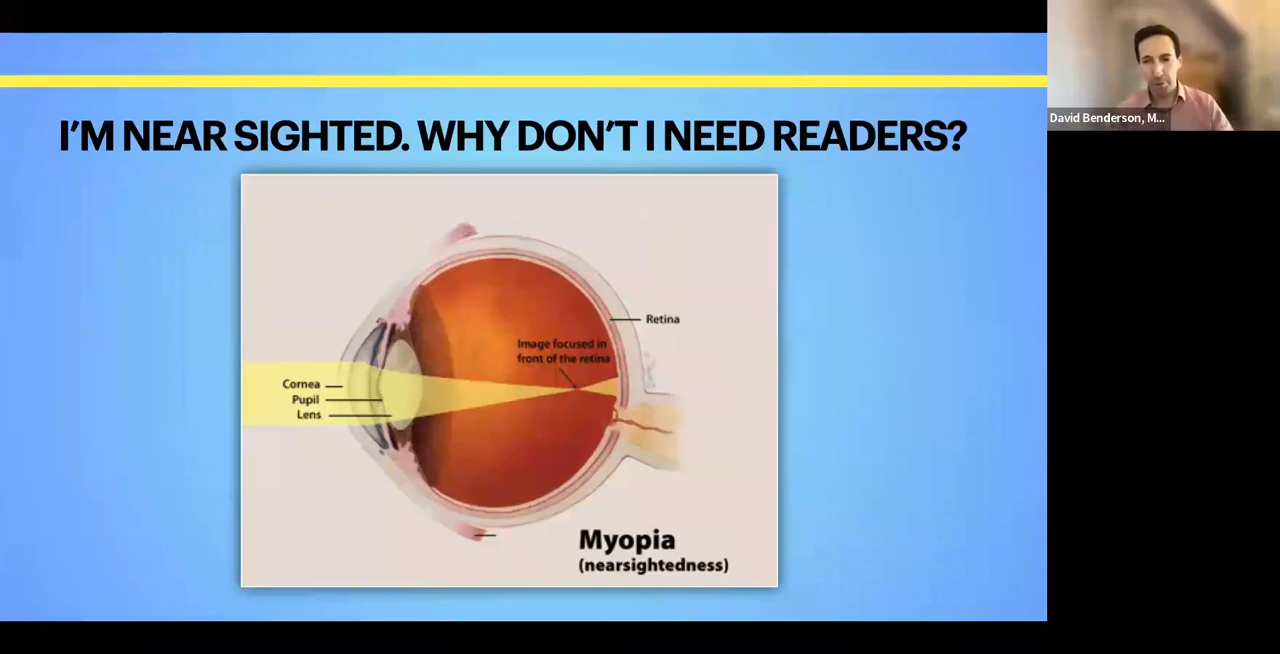 I'M NEAR SIGHTED. WHY DON'T I NEED READERS?
David Benderson, M...
Retina
Image focused in
front of the retina
Cornea
Pupil
Lens
Myopia
(nearsightedness)